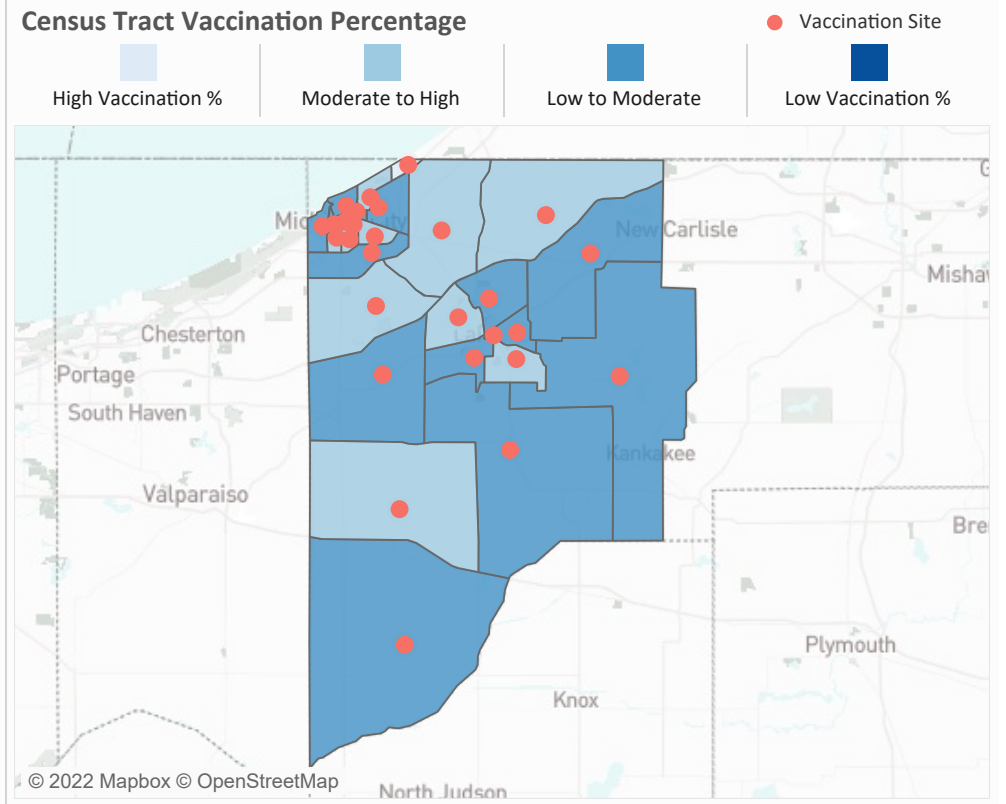 Census Tract Vaccination Percentage
Vaccination Site
High Vaccination %
Moderate to High
Low to Moderate
Low Vaccination %
New Carlisle
Chesterton
Portage
South Haven
Kankakee
Valparaiso
Plymouth
Knox
© 2022 Mapbox © OpenStreetMap
North Judson